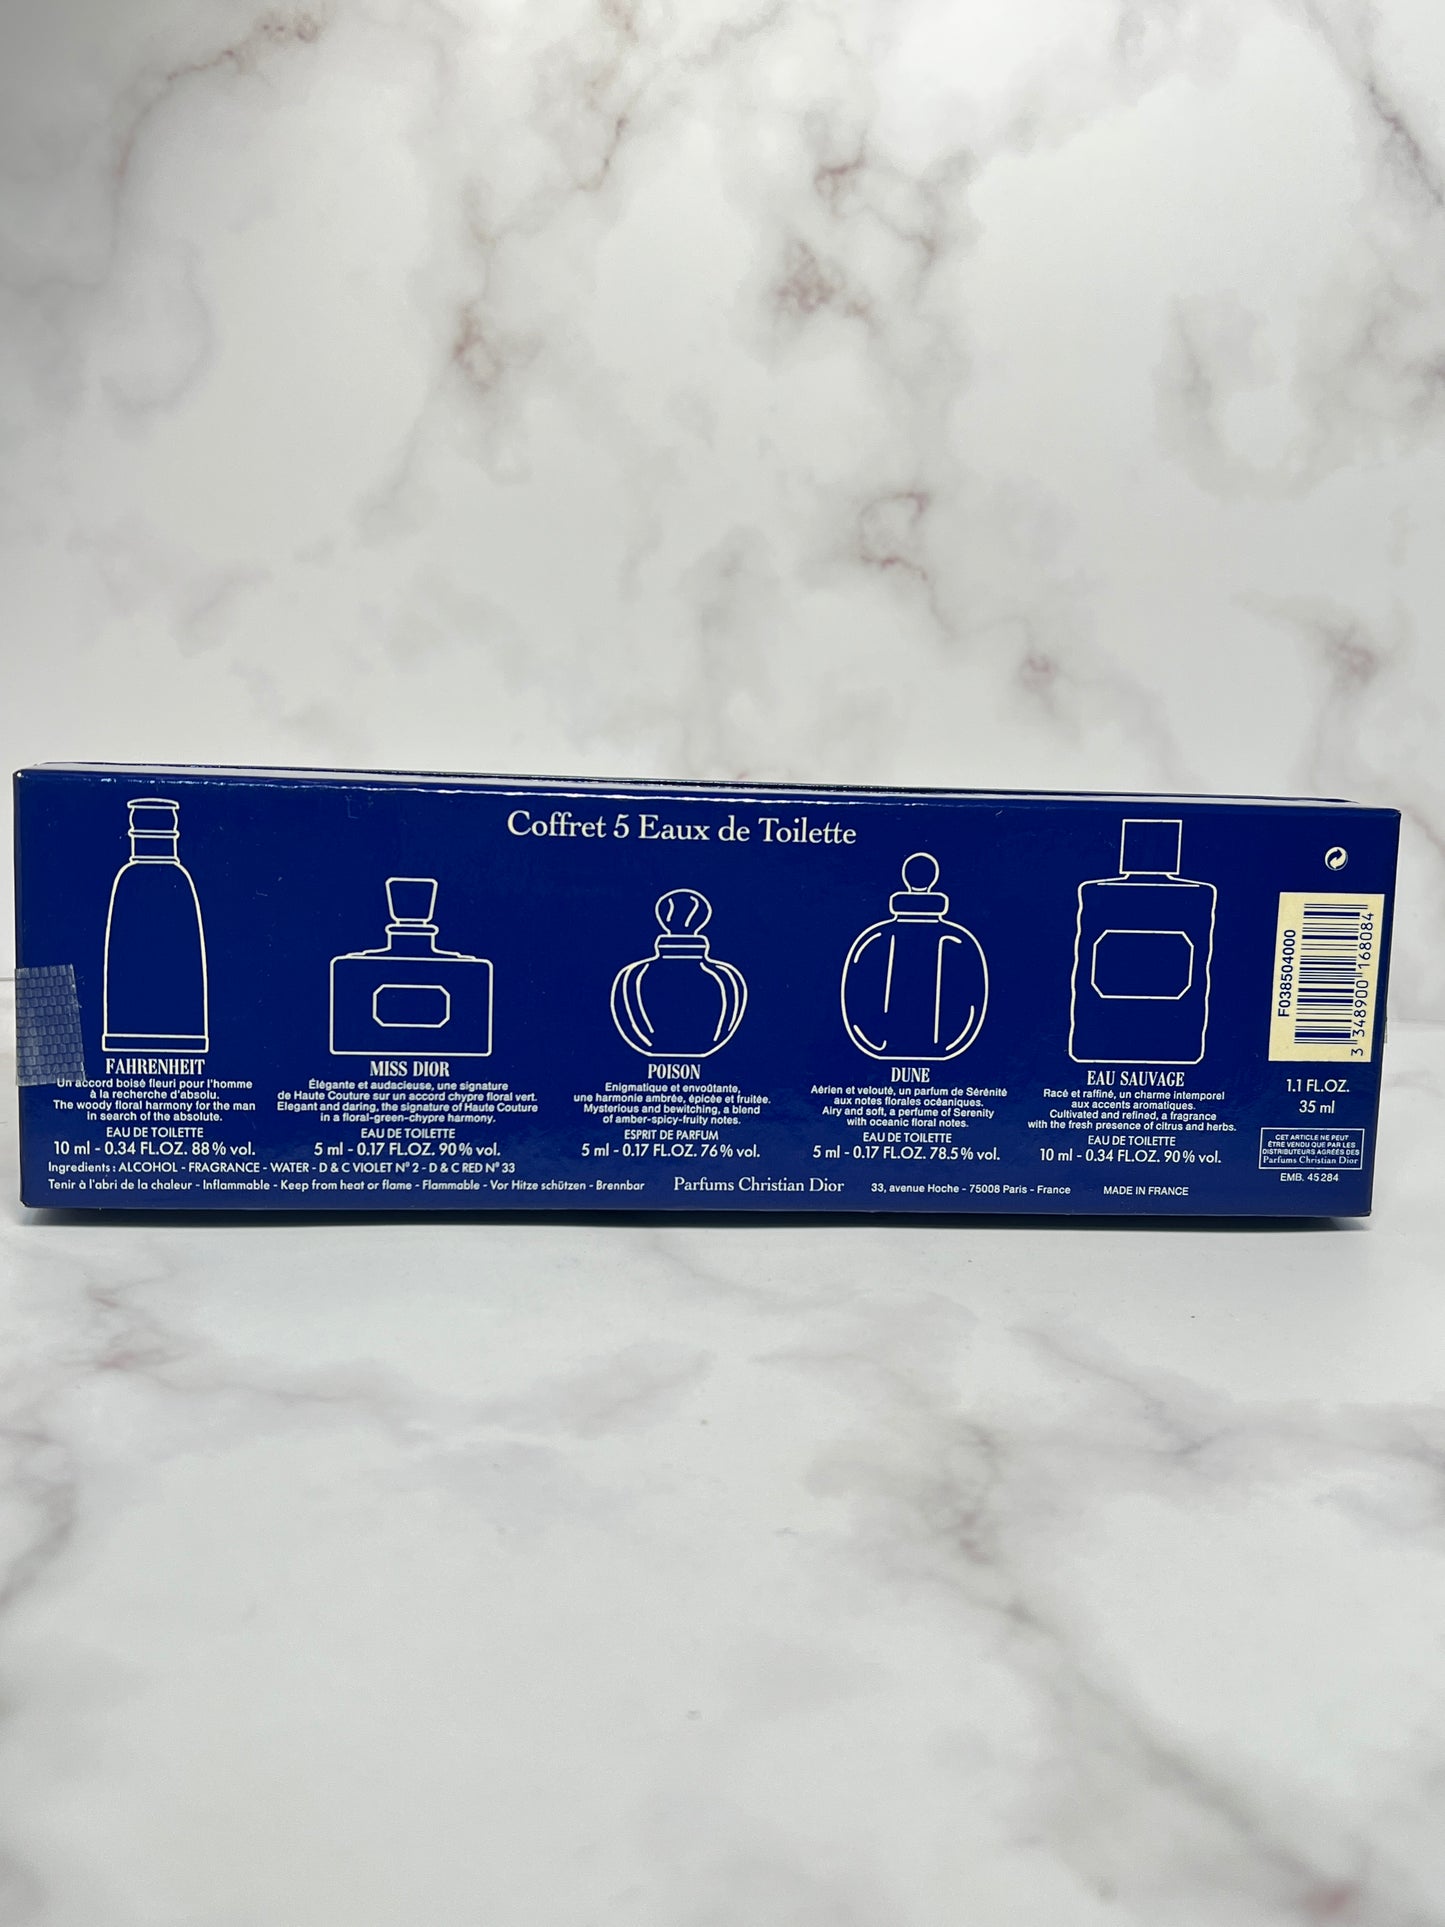 Coffret 5 Eaux de Toilette
FAHRENHEIT
Un accord boisé fleuri pour l'homme
à la recherche d'absolu.
The woody floral harmony for the man
in search of the absolute.
EAU DE TOILETTE
10 ml - 0.34 FL.OZ. 88% vol.
MISS DIOR
Élégante et audacieuse, une signature
de Haute Couture sur un accord chypre floral vert.
Elegant and daring, the signature of Haute Couture
in a floral-green-chypre harmony.
EAU DE TOILETTE
5 ml - 0.17 FL.OZ. 90% vol.
POISON
Enigmatique et envoûtante,
une harmonie ambrée, épicée et fruitée.
Mysterious and bewitching, a blend
of amber-spicy-fruity notes.
ESPRIT DE PARFUM
5 ml - 0.17 FL.OZ. 76% vol.
DUNE
Aérien et velouté, un parfum de Sérénité
aux notes florales océaniques.
Airy and soft, a perfume of Serenity
with oceanic floral notes.
EAU DE TOILETTE
5 ml - 0.17 FL.OZ. 78.5% vol.
EAU SAUVAGE
Racé et raffiné, un charme intemporel
aux accents aromatiques.
Cultivated and refined, a fragrance
with the fresh presence of citrus and herbs.
EAU DE TOILETTE
10 ml - 0.34 FL.OZ. 90% vol.
F038504000
3 348900 168084
1.1 FL.OZ.
35 ml
CET ARTICLE NE PEUT
ÊTRE VENDU QUE PAR LES
DISTRIBUTEURS AGRÉÉS DES
Parfums Christian Dior
EMB. 45284
Ingredients : ALCOHOL - FRAGRANCE - WATER - D & C VIOLET N° 2 - D & C RED N° 33
Tenir à l'abri de la chaleur - Inflammable - Keep from heat or flame - Flammable - Vor Hitze schützen - Brennbar
Parfums Christian Dior
33, avenue Hoche - 75008 Paris - France
MADE IN FRANCE